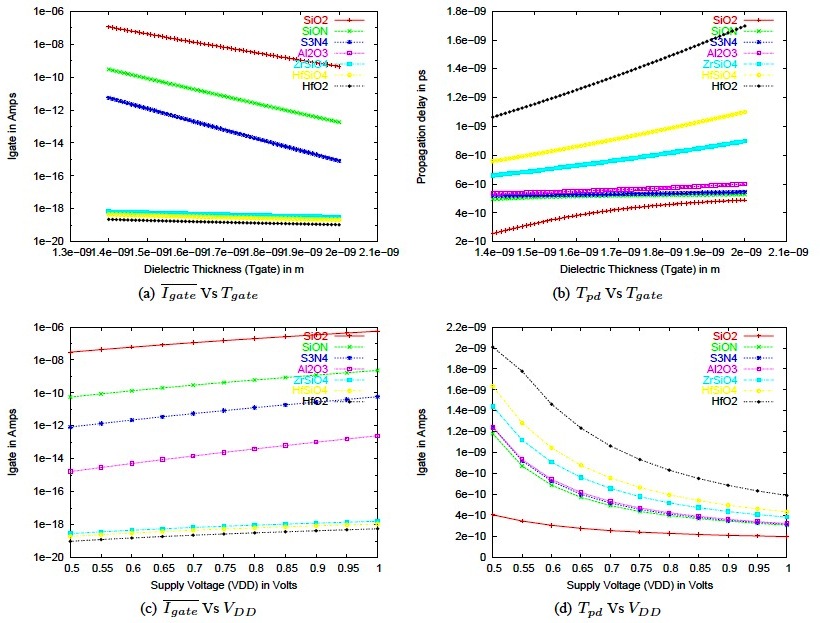 1e-06
1e-08
1e-10
1e-12
1e-14
1e-16
1e-18
1e-20
Igate in Amps
SiO2
SiON
S3N4
Al2O3
ZrSiO4
HfSiO4
HfO2
1.3e-09 1.4e-09 1.5e-09 1.6e-09 1.7e-09 1.8e-09 1.9e-09 2e-09 2.1e-09
Dielectric Thickness (Tgate) in m
(a) I̅g̅a̅t̅e̅ Vs Tgate
1.8e-09
1.6e-09
1.4e-09
1.2e-09
1e-09
8e-10
6e-10
4e-10
2e-10
Propagation delay in ps
SiO2
SiON
S3N4
Al2O3
ZrSiO4
HfSiO4
HfO2
1.4e-09 1.5e-09 1.6e-09 1.7e-09 1.8e-09 1.9e-09 2e-09 2.1e-09
Dielectric Thickness (Tgate) in m
(b) Tpd Vs Tgate
1e-06
1e-08
1e-10
1e-12
1e-14
1e-16
1e-18
1e-20
Igate in Amps
SiO2
SiON
S3N4
Al2O3
ZrSiO4
HfSiO4
HfO2
0.5 0.55 0.6 0.65 0.7 0.75 0.8 0.85 0.9 0.95 1
Supply Voltage (VDD) in Volts
(c) I̅g̅a̅t̅e̅ Vs VDD
2.2e-09
2e-09
1.8e-09
1.6e-09
1.4e-09
1.2e-09
1e-09
8e-10
6e-10
4e-10
2e-10
0
Igate in Amps
SiO2
SiON
S3N4
Al2O3
ZrSiO4
HfSiO4
HfO2
0.5 0.55 0.6 0.65 0.7 0.75 0.8 0.85 0.9 0.95 1
Supply Voltage (VDD) in Volts
(d) Tpd Vs VDD